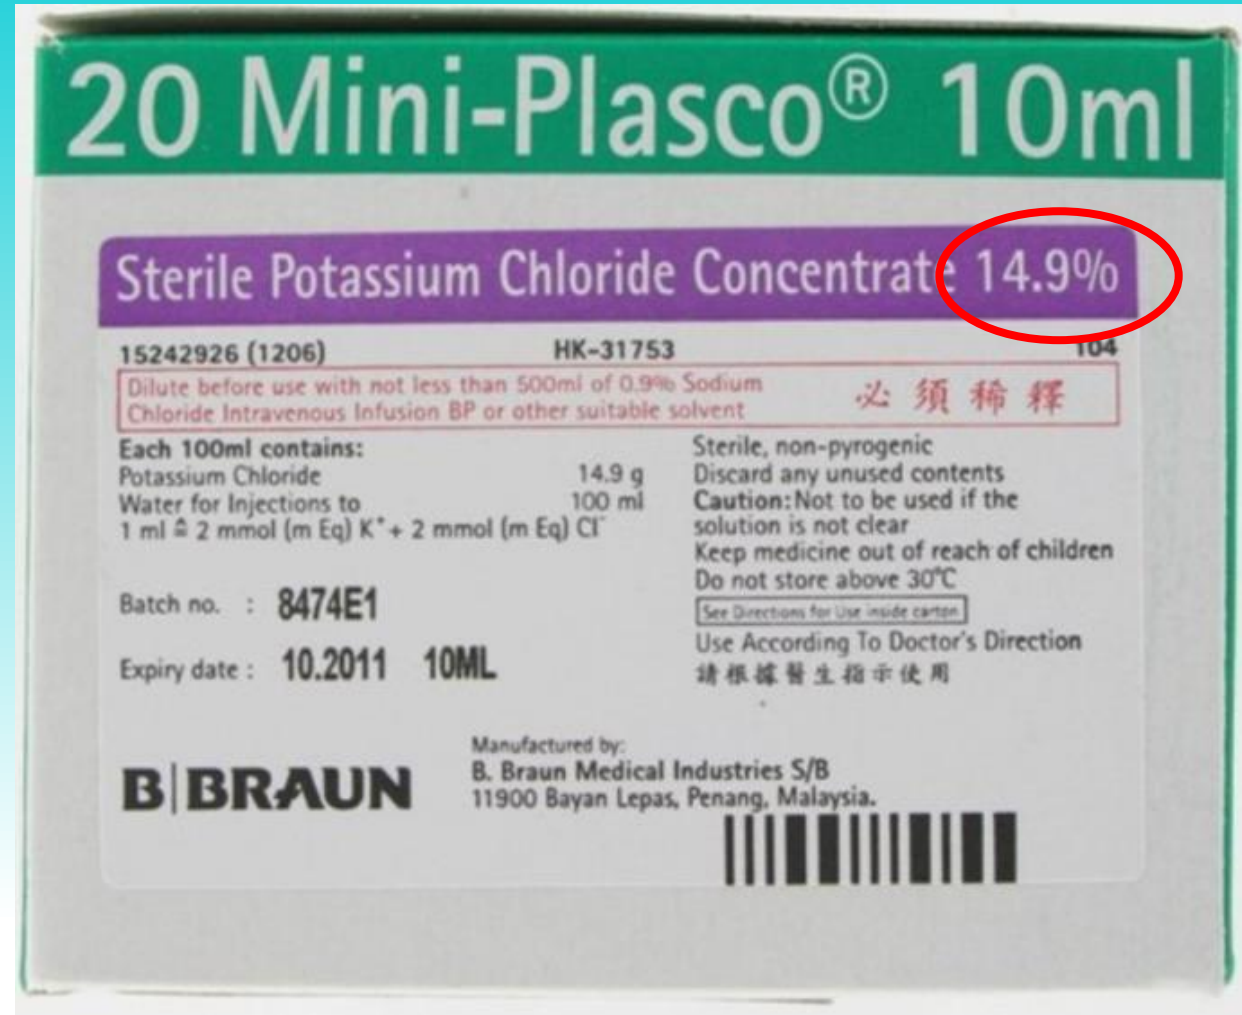 20 Mini-Plasco® 10ml
Sterile Potassium Chloride Concentrate 14.9%
15242926 (1206) HK-31753 104
Dilute before use with not less than 500ml of 0.9% Sodium
Chloride Intravenous Infusion BP or other suitable solvent
必須稀釋
Each 100ml contains:
Potassium Chloride 14.9 g
Water for Injections to 100 ml
1 ml ≙ 2 mmol (m Eq) K⁺ + 2 mmol (m Eq) Cl⁻
Sterile, non-pyrogenic
Discard any unused contents
Caution: Not to be used if the
solution is not clear
Keep medicine out of reach of children
Do not store above 30°C
See Directions for Use inside carton
Use According To Doctor's Direction
請根據醫生指示使用
Batch no. : 8474E1
Expiry date : 10.2011 10ML
B|BRAUN
Manufactured by:
B. Braun Medical Industries S/B
11900 Bayan Lepas, Penang, Malaysia.